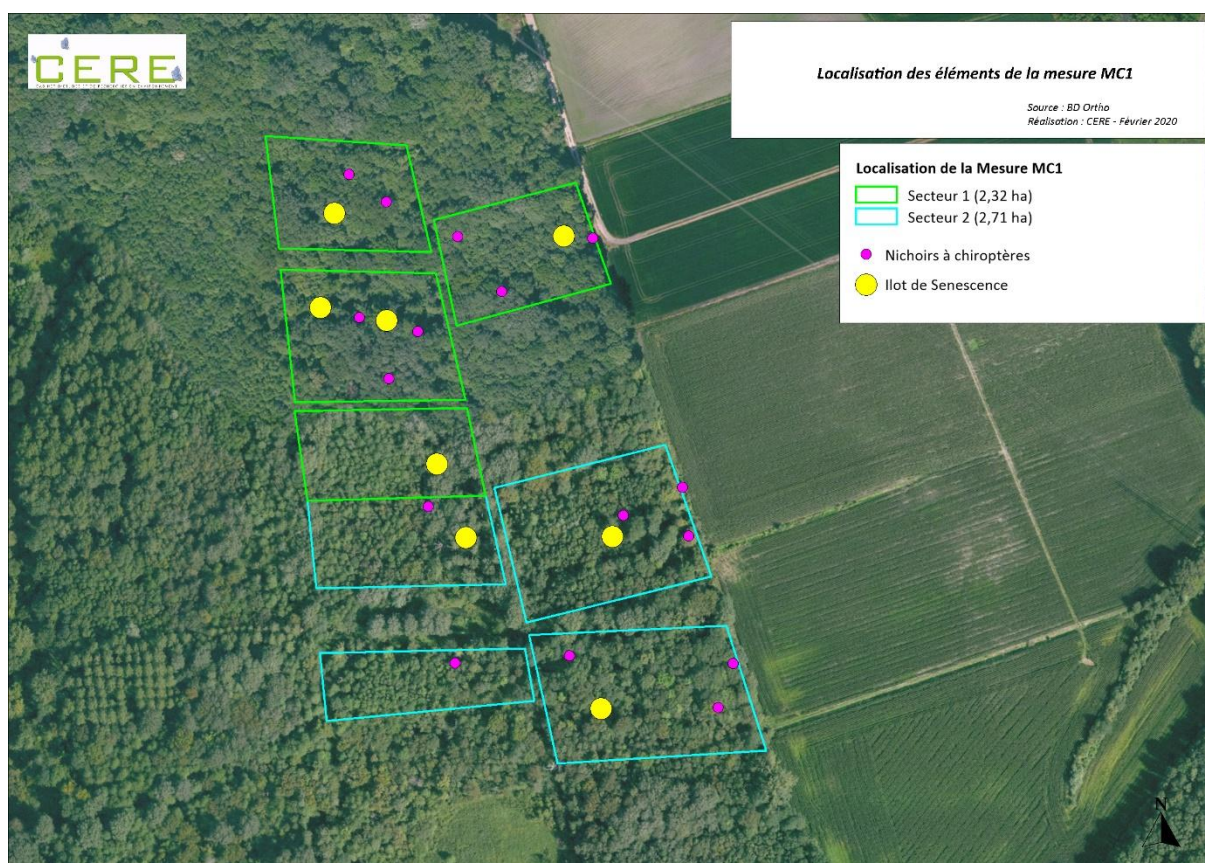 CERE
Localisation des éléments de la mesure MC1
Source : BD Ortho
Réalisation : CERE - Février 2020
Localisation de la Mesure MC1
Secteur 1 (2,32 ha)
Secteur 2 (2,71 ha)
Nichoirs à chiroptères
Ilot de Senescence
N